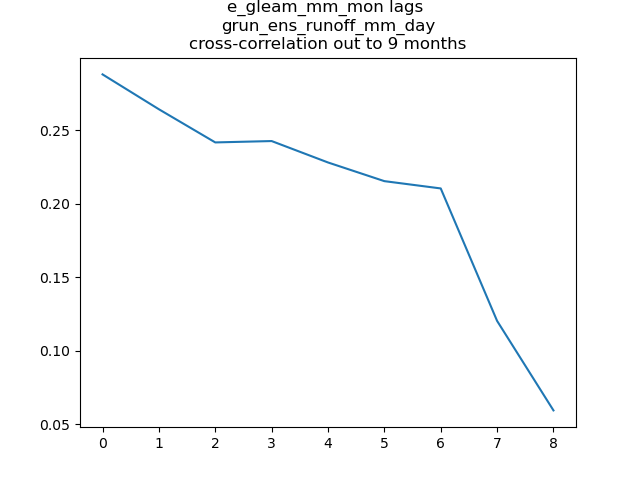 e_gleam_mm_mon lags
grun_ens_runoff_mm_day
cross-correlation out to 9 months
0.25
0.20
0.15
0.10
0.05
0 1 2 3 4 5 6 7 8